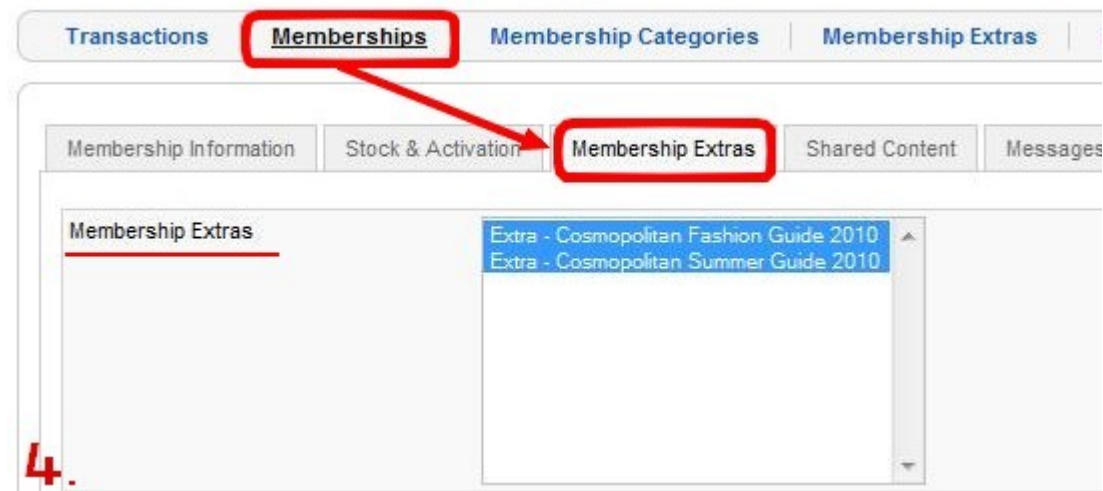 Transactions Memberships Membership Categories Membership Extras
Membership Information Stock & Activation Membership Extras Shared Content Messages
Membership Extras
Extra - Cosmopolitan Fashion Guide 2010
Extra - Cosmopolitan Summer Guide 2010
4.